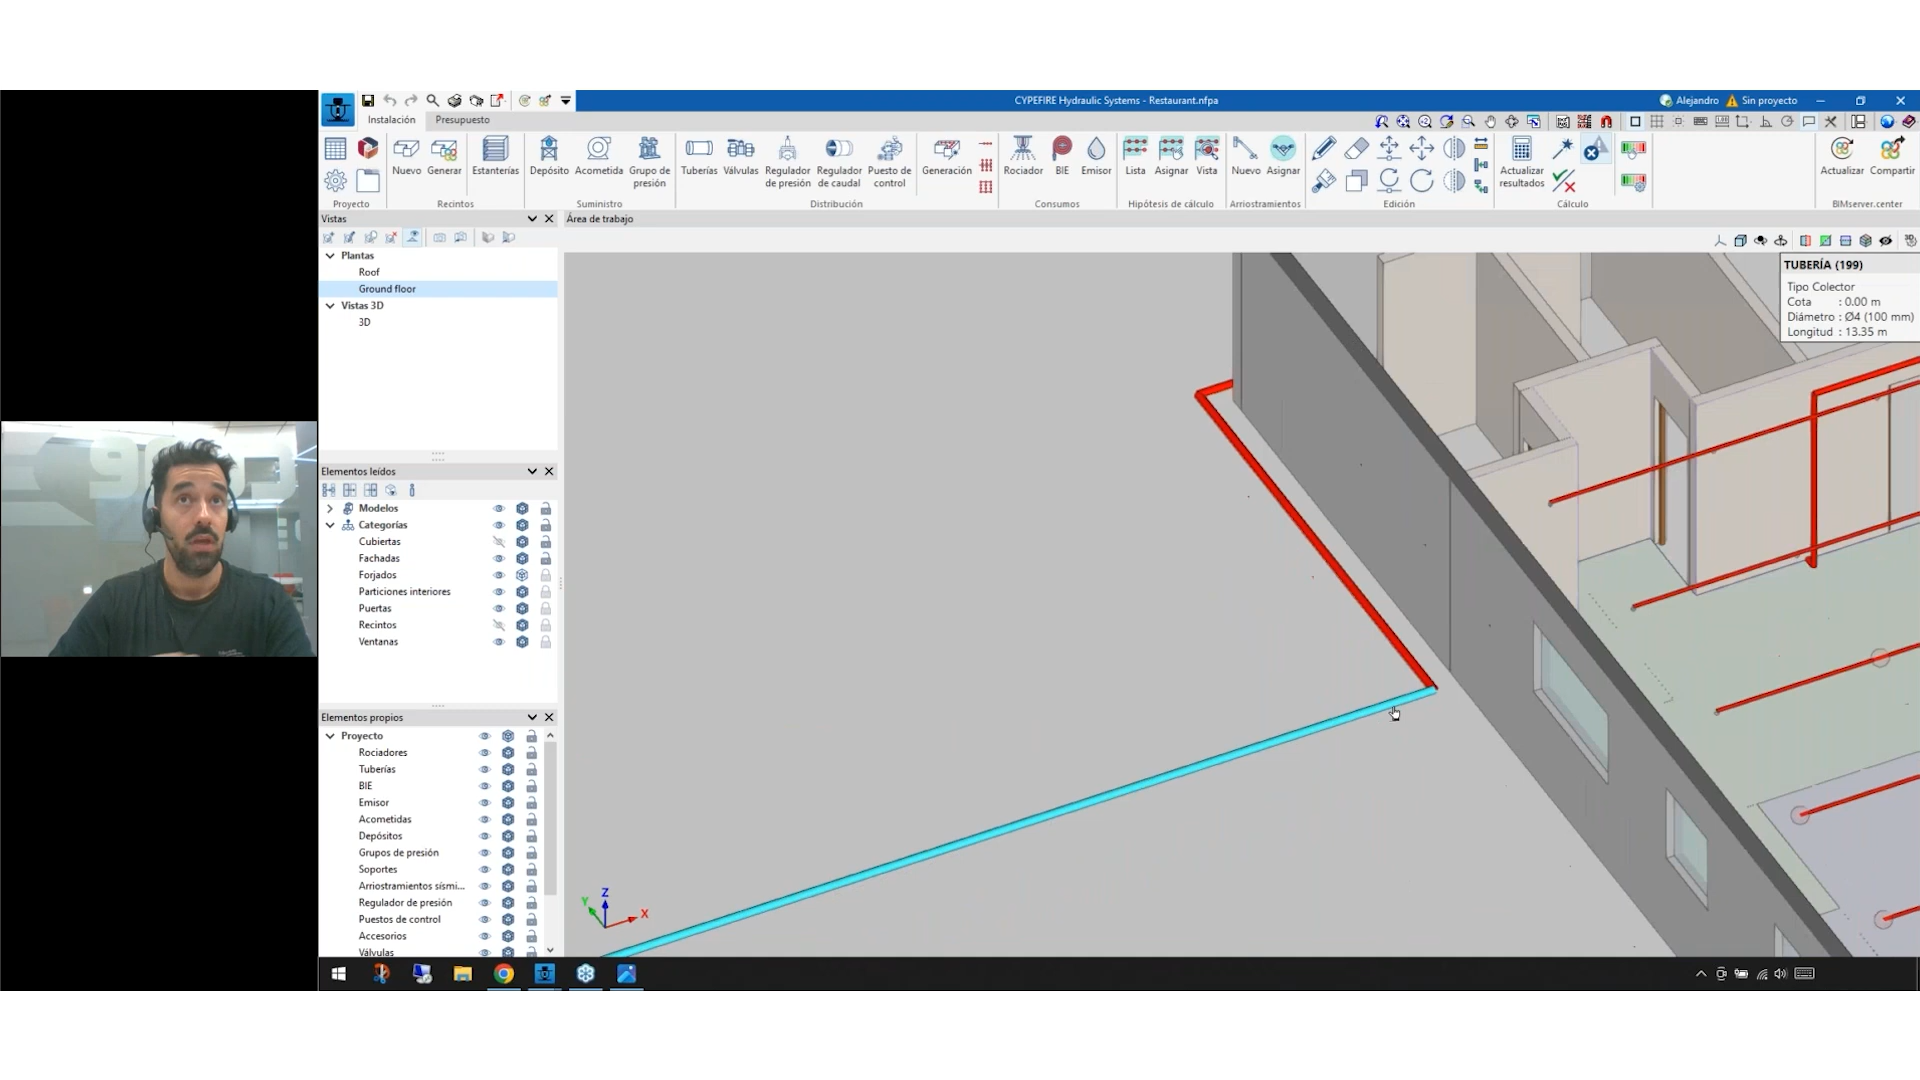 CYPEFIRE Hydraulic Systems - Restaurant.nfpa
Alejandro
Sin proyecto
Instalación
Presupuesto
Nuevo
Generar
Estanterías
Depósito
Acometida
Grupo de presión
Tuberías
Válvulas
Regulador de presión
Regulador de caudal
Puesto de control
Generación
Rociador
BIE
Emisor
Lista
Asignar
Vista
Nuevo
Asignar
Actualizar resultados
Actualizar
Compartir
Proyecto
Recintos
Suministro
Distribución
Consumos
Hipótesis de cálculo
Arriostramientos
Edición
Cálculo
BIMserver.center
Vistas
Área de trabajo
Plantas
Roof
Ground floor
Vistas 3D
3D
TUBERÍA (199)
Tipo Colector
Cota : 0.00 m
Diámetro : Ø4 (100 mm)
Longitud : 13.35 m
Elementos leídos
Modelos
Categorías
Cubiertas
Fachadas
Forjados
Particiones interiores
Puertas
Recintos
Ventanas
Elementos propios
Proyecto
Rociadores
Tuberías
BIE
Emisor
Acometidas
Depósitos
Grupos de presión
Soportes
Arriostramientos sísmi...
Regulador de presión
Puestos de control
Accesorios
Válvulas
Z
Y
X